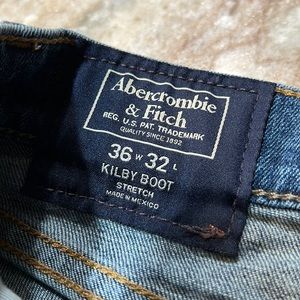 Abercrombie
& Fitch
REG. U.S. PAT. TRADEMARK
QUALITY SINCE 1892
36 W 32 L
KILBY BOOT
STRETCH
MADE IN MEXICO